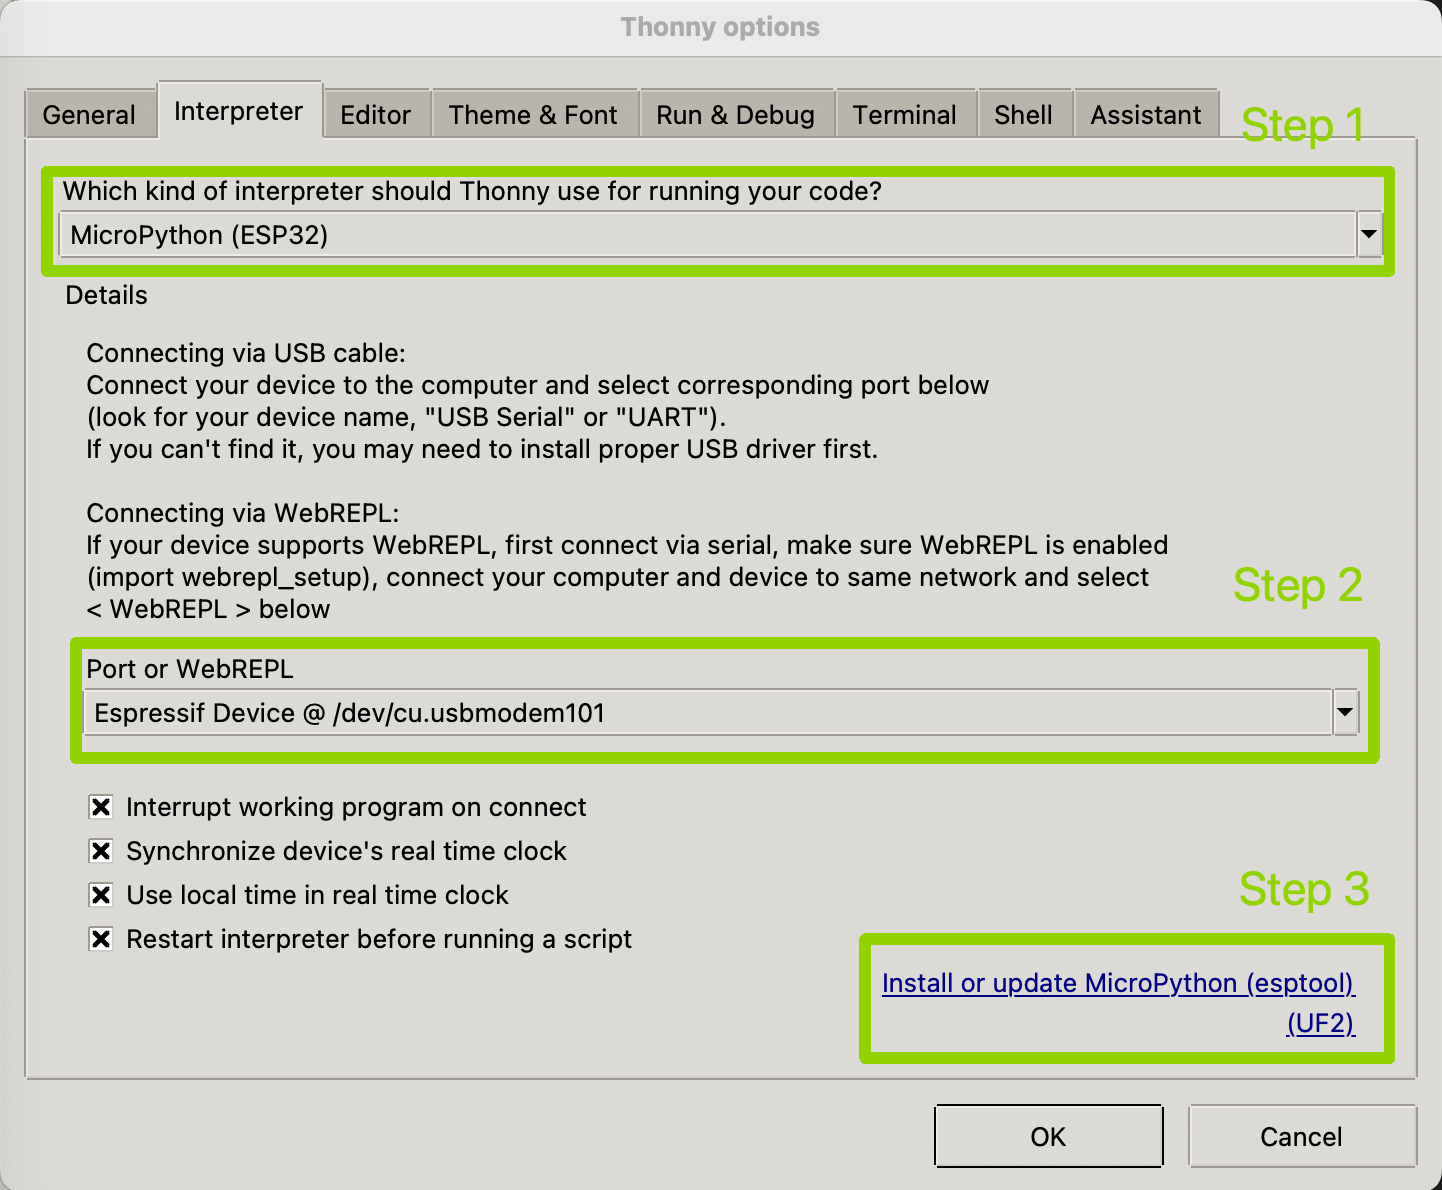 Thonny options
General
Interpreter
Editor
Theme & Font
Run & Debug
Terminal
Shell
Assistant
Step 1
Which kind of interpreter should Thonny use for running your code?
MicroPython (ESP32)
Details
Connecting via USB cable:
Connect your device to the computer and select corresponding port below
(look for your device name, "USB Serial" or "UART").
If you can't find it, you may need to install proper USB driver first.
Connecting via WebREPL:
If your device supports WebREPL, first connect via serial, make sure WebREPL is enabled
(import webrepl_setup), connect your computer and device to same network and select
< WebREPL > below
Step 2
Port or WebREPL
Espressif Device @ /dev/cu.usbmodem101
Interrupt working program on connect
Synchronize device's real time clock
Use local time in real time clock
Restart interpreter before running a script
Step 3
Install or update MicroPython (esptool)
(UF2)
OK
Cancel